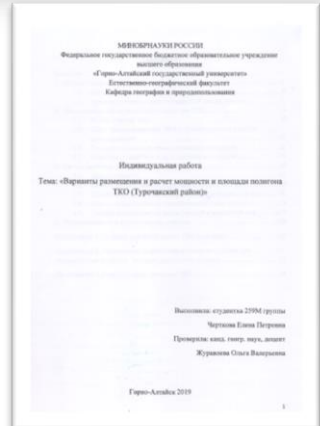 МИНОБРНАУКИ РОССИИ
Федеральное государственное бюджетное образовательное учреждение
высшего образования
«Горно-Алтайский государственный университет»
Естественно-географический факультет
Кафедра географии и природопользования
Индивидуальная работа
Тема: «Варианты размещения и расчет мощности и площади полигона
ТКО (Турочакский район)»
Выполнила: студентка 219М группы
Черткова Елена Петровна
Проверила: канд. геогр. наук, доцент
Журавлева Ольга Валерьевна
Горно-Алтайск 2019
1